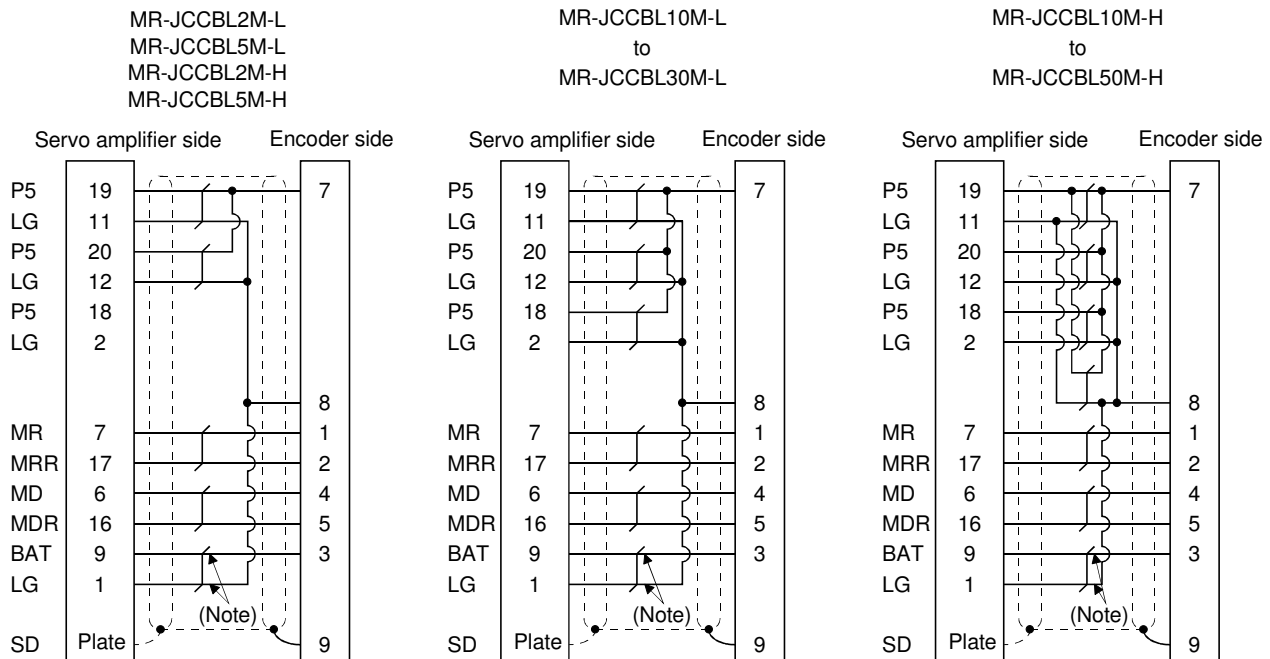 MR-JCCBL2M-L
MR-JCCBL5M-L
MR-JCCBL2M-H
MR-JCCBL5M-H
Servo amplifier side Encoder side
P5 19 7
LG 11
P5 20
LG 12
P5 18
LG 2
8
MR 7 1
MRR 17 2
MD 6 4
MDR 16 5
BAT 9 3
LG 1
(Note)
SD Plate 9
MR-JCCBL10M-L
to
MR-JCCBL30M-L
Servo amplifier side Encoder side
P5 19 7
LG 11
P5 20
LG 12
P5 18
LG 2
8
MR 7 1
MRR 17 2
MD 6 4
MDR 16 5
BAT 9 3
LG 1
(Note)
SD Plate 9
MR-JCCBL10M-H
to
MR-JCCBL50M-H
Servo amplifier side Encoder side
P5 19 7
LG 11
P5 20
LG 12
P5 18
LG 2
8
MR 7 1
MRR 17 2
MD 6 4
MDR 16 5
BAT 9 3
LG 1
(Note)
SD Plate 9